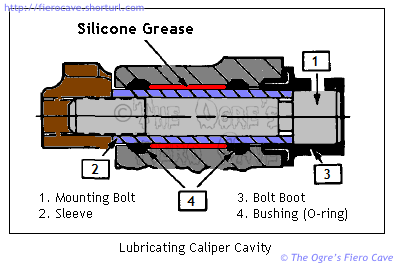 http://fierocave.shorturl.com
Silicone Grease
1
© THE OGRE'S
2
4
3
1. Mounting Bolt
2. Sleeve
3. Bolt Boot
4. Bushing (O-ring)
Lubricating Caliper Cavity
© The Ogre's Fiero Cave